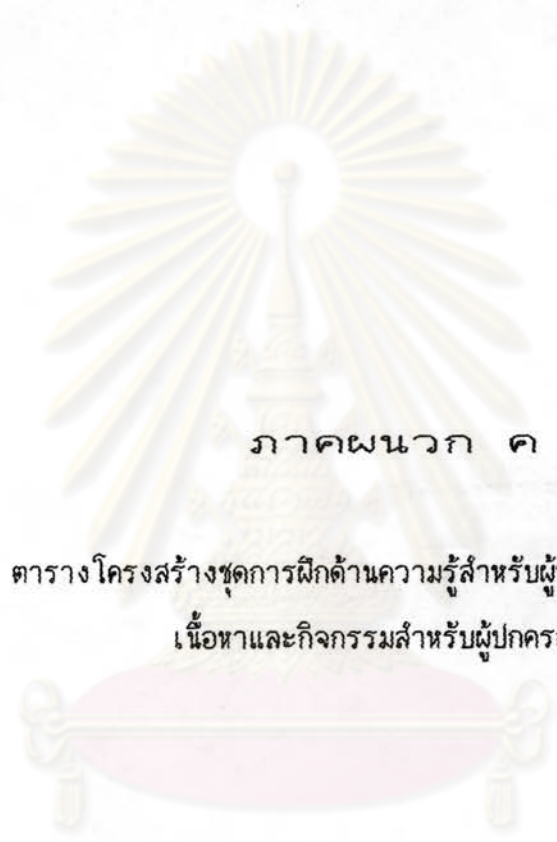 ภาคผนวก ค
ตารางโครงสร้างชุดการฝึกด้านความรู้สำหรับผู้
เนื้อหาและกิจกรรมสำหรับผู้ปกคร